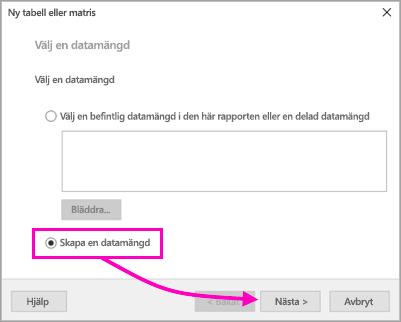 Ny tabell eller matris
Välj en datamängd
Välj en datamängd
Välj en befintlig datamängd i den här rapporten eller en delad datamängd
Bläddra...
Skapa en datamängd
Hjälp
Nästa >
Avbryt